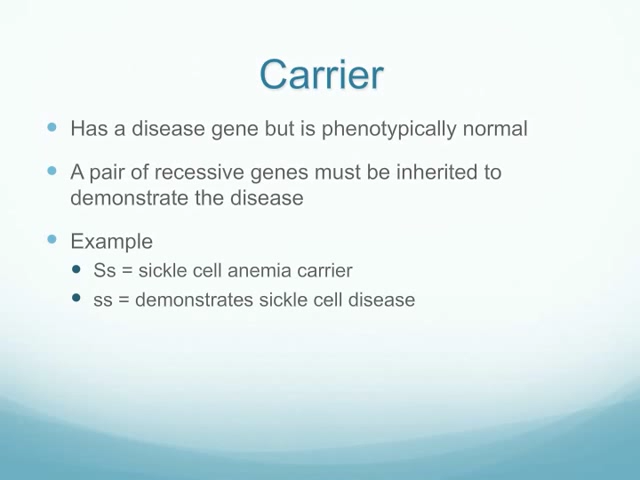 Carrier
Has a disease gene but is phenotypically normal
A pair of recessive genes must be inherited to
demonstrate the disease
Example
Ss = sickle cell anemia carrier
ss = demonstrates sickle cell disease